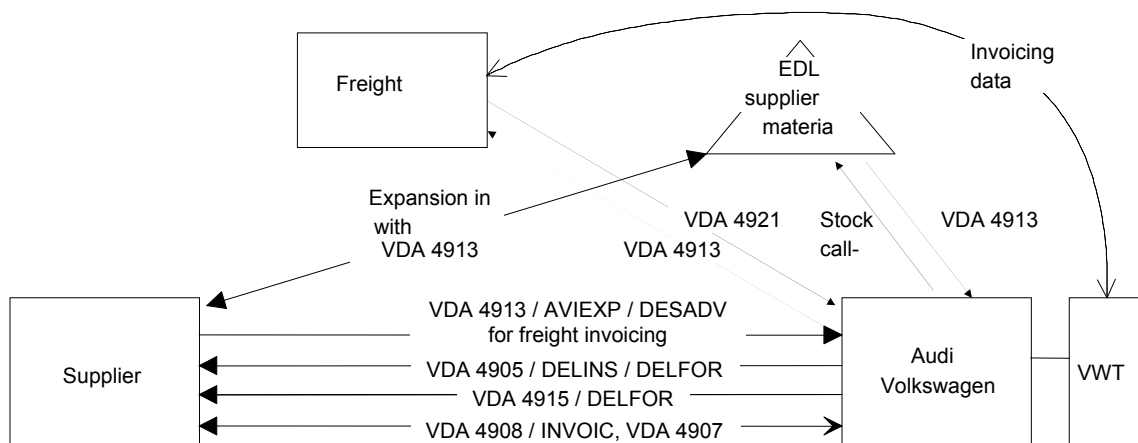 Freight
EDL
supplier
materia
Invoicing
data
Expansion in
with
VDA 4913
VDA 4921
VDA 4913
Stock
call-
VDA 4913
VDA 4913 / AVIEXP / DESADV
for freight invoicing
VDA 4905 / DELINS / DELFOR
VDA 4915 / DELFOR
VDA 4908 / INVOIC, VDA 4907
Supplier
Audi
Volkswagen
VWT